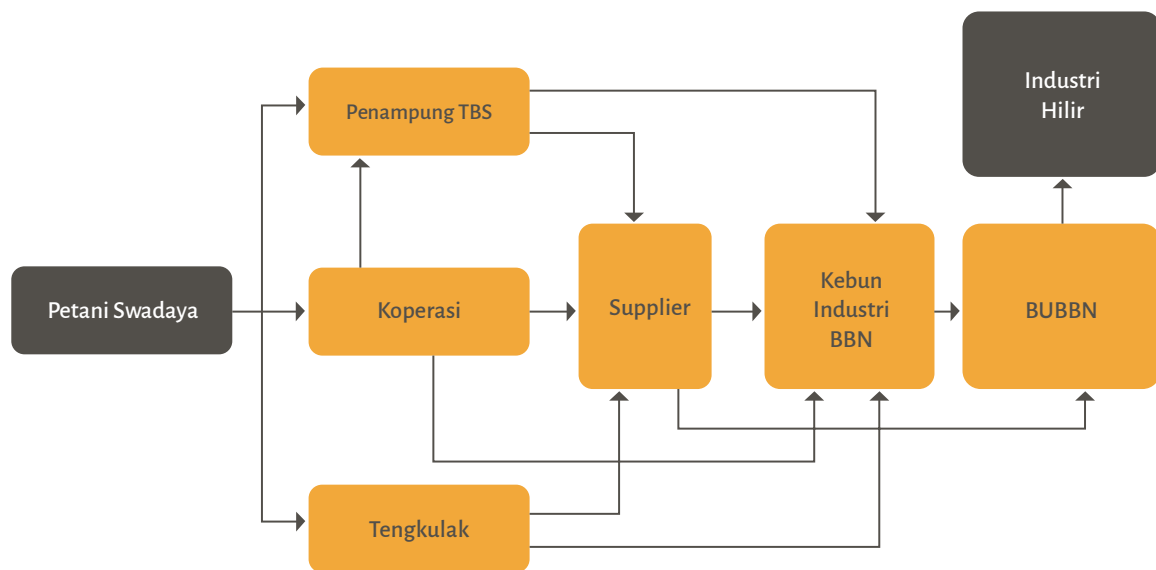 Industri
Hilir
Penampung TBS
Petani Swadaya
Koperasi
Supplier
Kebun
Industri
BBN
BUBBN
Tengkulak